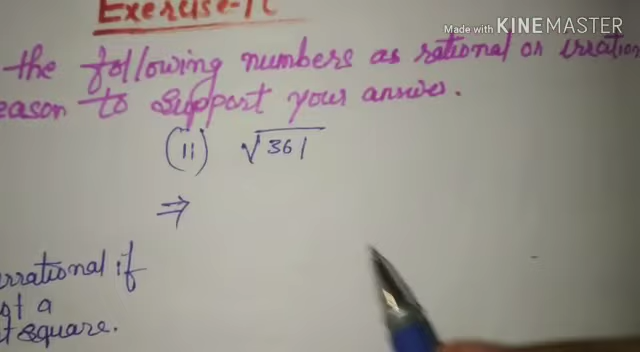 Made with KINEMASTER
Exercise-1C
the following numbers as rational or irration
eason to support your answer.
(ii) √361
⇒
rrational if
ot a
t square.